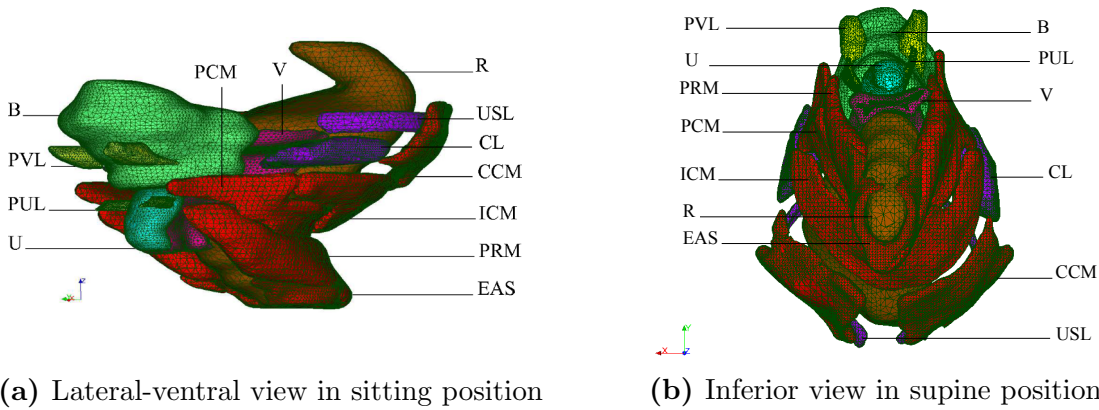 PCM
V
R
B
USL
CL
PVL
CCM
PUL
ICM
U
PRM
EAS
Z
X
(a) Lateral-ventral view in sitting position
PVL
B
U
PUL
PRM
V
PCM
ICM
CL
R
EAS
CCM
Y
X
Z
USL
(b) Inferior view in supine position